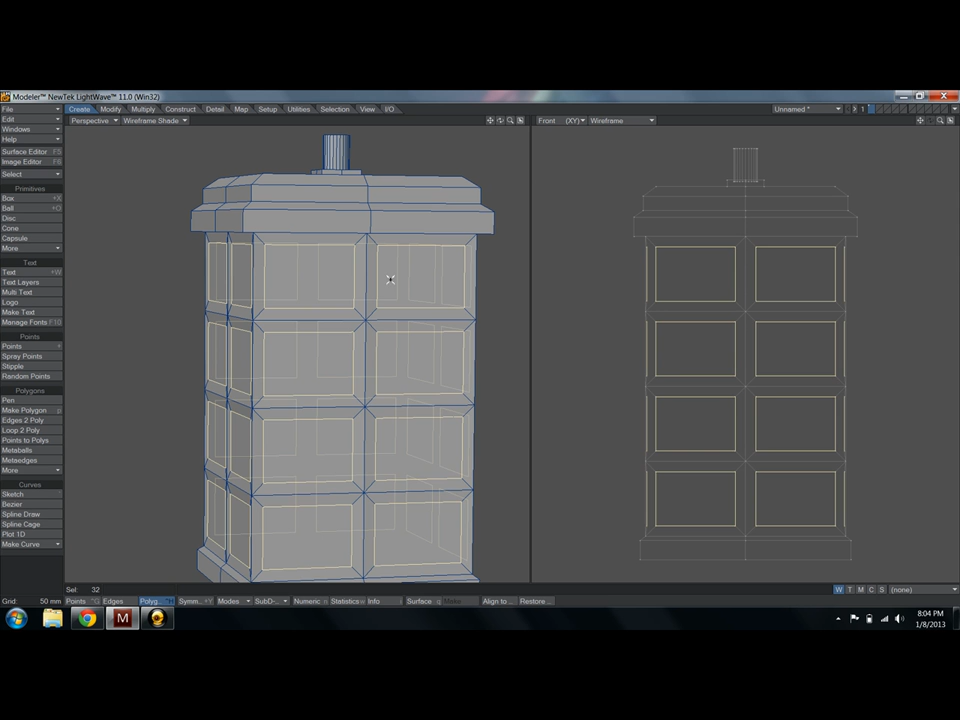 Modeler™ NewTek LightWave™ 11.0 (Win32)
File Create Modify Multiply Construct Detail Map Setup Utilities Selection View I/O Unnamed * 1
Edit Perspective Wireframe Shade Front (XY) Wireframe
Windows
Help
Surface Editor F5
Image Editor F6
Select
Primitives
Box +X
Ball +O
Disc
Cone
Capsule
More
Text
Text +W
Text Layers
Multi Text
Logo
Make Text
Manage Fonts F10
Points
Points +
Spray Points
Stipple
Random Points
Polygons
Pen
Make Polygon p
Edges 2 Poly
Loop 2 Poly
Points to Polys
Metaballs
Metaedges
More
Curves
Sketch
Bezier
Spline Draw
Spline Cage
Plot 1D
Make Curve
Sel: 32 W T M C S (none)
Grid: 50 mm Points ^G Edges Polyg... ^H Symm... +Y Modes SubD-... Numeric n Statistics w Info i Surface q Make Align to ... Restore...
8:04 PM
1/8/2013